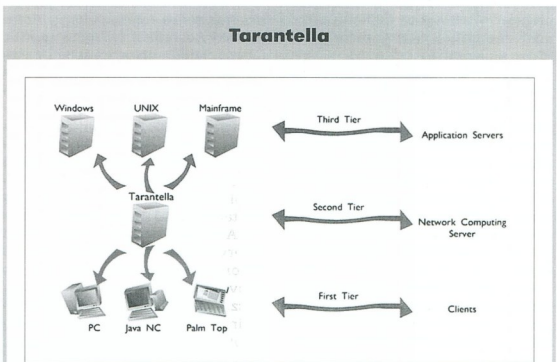 Tarantella
Windows UNIX Mainframe
Third Tier
Application Servers
Tarantella
Second Tier
Network Computing
Server
First Tier
Clients
PC Java NC Palm Top